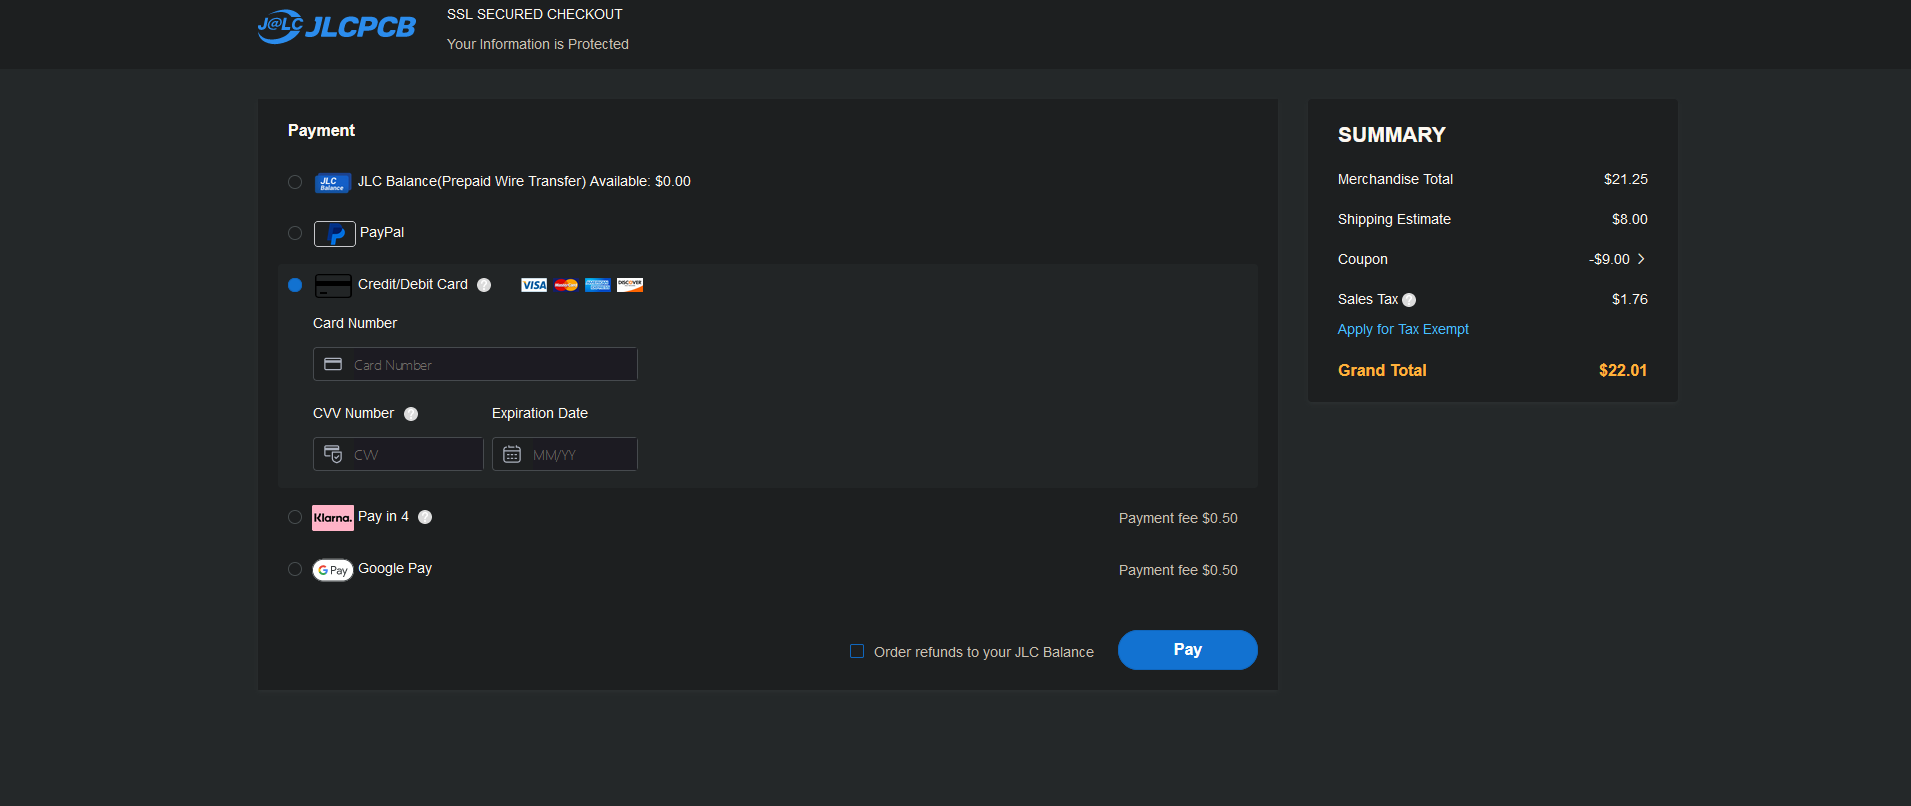 J@LC JLCPCB
SSL SECURED CHECKOUT
Your Information is Protected
Payment
JLC Balance JLC Balance(Prepaid Wire Transfer) Available: $0.00
PayPal
Credit/Debit Card ? VISA MasterCard AMERICAN EXPRESS DISCOVER
Card Number
Card Number
CVV Number ? Expiration Date
CVV MM/YY
Klarna. Pay in 4 ? Payment fee $0.50
G Pay Google Pay Payment fee $0.50
Order refunds to your JLC Balance Pay
SUMMARY
Merchandise Total $21.25
Shipping Estimate $8.00
Coupon -$9.00 >
Sales Tax ? $1.76
Apply for Tax Exempt
Grand Total $22.01